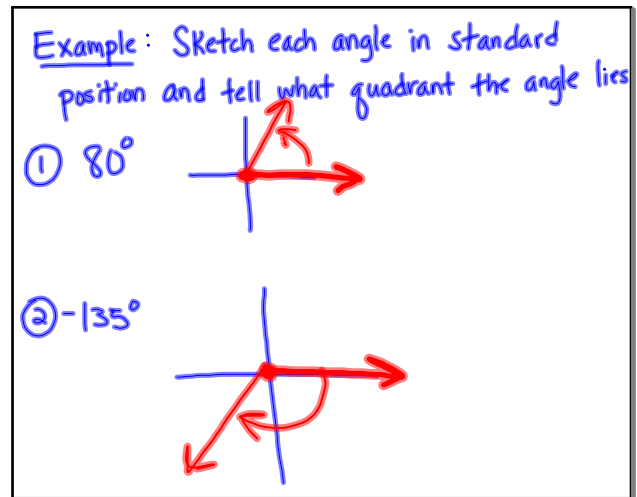 Example: Sketch each angle in standard
position and tell what quadrant the angle lies
① 80°
② -135°